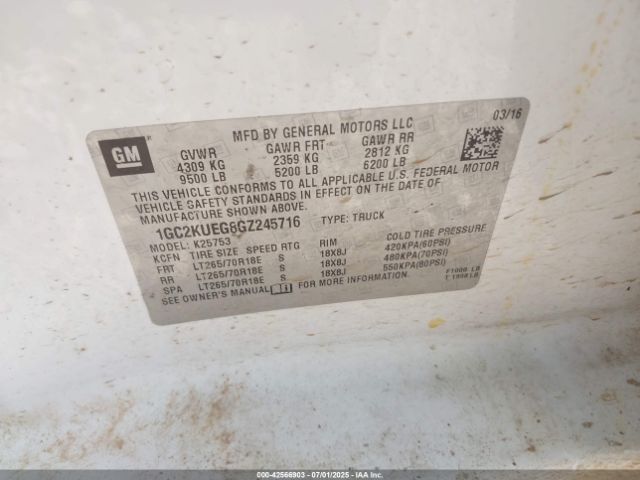 03/16
GM
MFD BY GENERAL MOTORS LLC
GVWR GAWR FRT GAWR RR
4309 KG 2359 KG 2812 KG
9500 LB 5200 LB 6200 LB
THIS VEHICLE CONFORMS TO ALL APPLICABLE U.S. FEDERAL MOTOR
VEHICLE SAFETY STANDARDS IN EFFECT ON THE DATE OF
MANUFACTURE SHOWN ABOVE.
1GC2KUEG8GZ245716 TYPE: TRUCK
MODEL: K25753
KCFN TIRE SIZE SPEED RTG RIM COLD TIRE PRESSURE
FRT LT265/70R18E S 18X8J 420KPA(60PSI)
RR LT265/70R18E S 18X8J 480KPA(70PSI)
SPA LT265/70R18E S 18X8J 550KPA(80PSI)
SEE OWNER'S MANUAL FOR MORE INFORMATION.
000-42566903 - 07/01/2025 - IAAI.COM